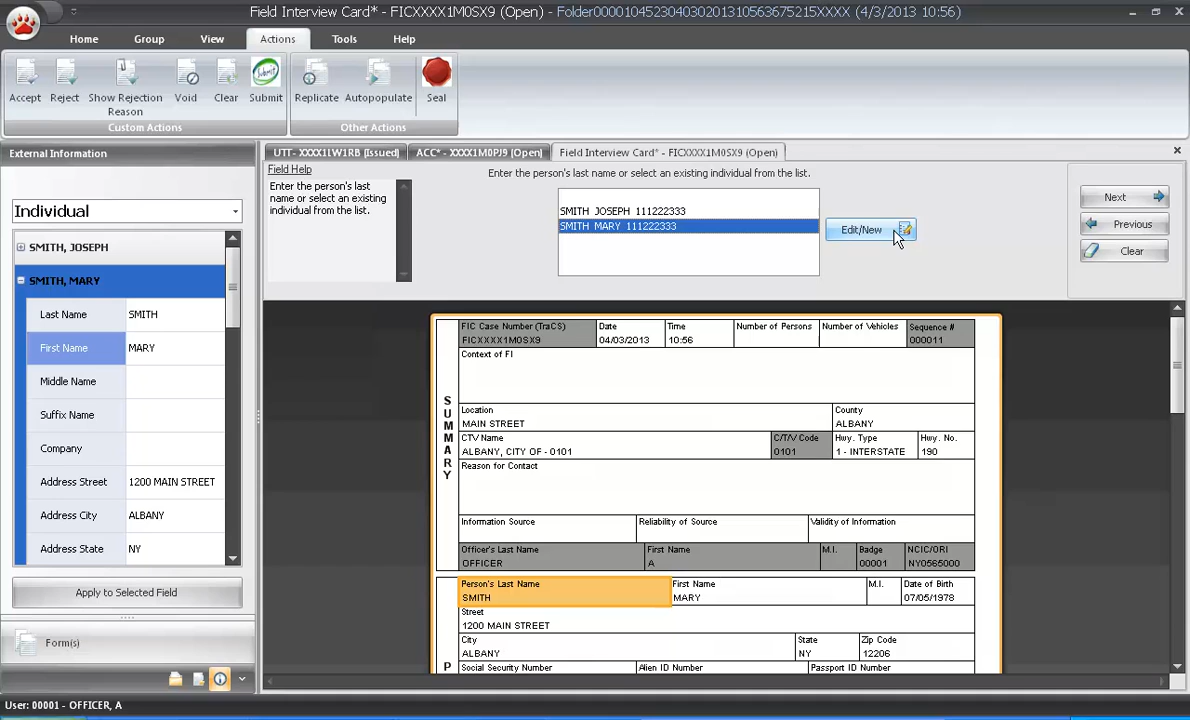 Field Interview Card* - FICXXXX1M0SX9 (Open) - Folder00001045230403020131056367521​5XXXX (4/3/2013 10:56)
Home Group View Actions Tools Help
Accept Reject Show Rejection Reason Void Clear Submit Replicate Autopopulate Seal
Custom Actions Other Actions
External Information
Individual
SMITH, JOSEPH
SMITH, MARY
Last Name SMITH
First Name MARY
Middle Name
Suffix Name
Company
Address Street 1200 MAIN STREET
Address City ALBANY
Address State NY
Apply to Selected Field
Form(s)
UTT- XXXX1LW1RB [Issued] ACC* - XXXX1M0PJ9 (Open) Field Interview Card* - FICXXXX1M0SX9 (Open)
Field Help
Enter the person's last
name or select an existing
individual from the list.
Enter the person's last name or select an existing individual from the list.
SMITH JOSEPH 111222333
SMITH MARY 111222333
Edit/New
Next
Previous
Clear
SUMMARY
FIC Case Number (TraCS) Date Time Number of Persons Number of Vehicles Sequence #
FICXXXX1M0SX9 04/03/2013 10:56 000011
Context of FI
Location County
MAIN STREET ALBANY
CTV Name C/T/V Code Hwy. Type Hwy. No.
ALBANY, CITY OF - 0101 0101 1 - INTERSTATE 190
Reason for Contact
Information Source Reliability of Source Validity of Information
Officer's Last Name First Name M.I. Badge NCIC/ORI
OFFICER A 00001 NY0565000
Person's Last Name First Name M.I. Date of Birth
SMITH MARY 07/05/1978
Street
1200 MAIN STREET
City State Zip Code
ALBANY NY 12206
P Social Security Number Alien ID Number Passport ID Number
User: 00001 - OFFICER, A